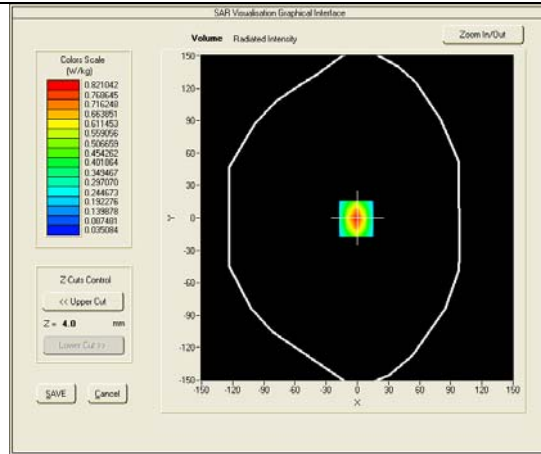 SAR Visualisation Graphical Interface
Volume Radiated Intensity
Zoom In/Out
Colors Scale
(W/kg)
0.821042
0.768645
0.716248
0.663851
0.611453
0.559056
0.506659
0.454262
0.401864
0.349467
0.297070
0.244673
0.192276
0.139878
0.087481
0.035084
Z Cuts Control
<< Upper Cut
Z = 4.0 mm
Lower Cut >>
SAVE Cancel
150
120
90
60
30
0
-30
-60
-90
-120
-150
Y
-150 -120 -90 -60 -30 0 30 60 90 120 150
X